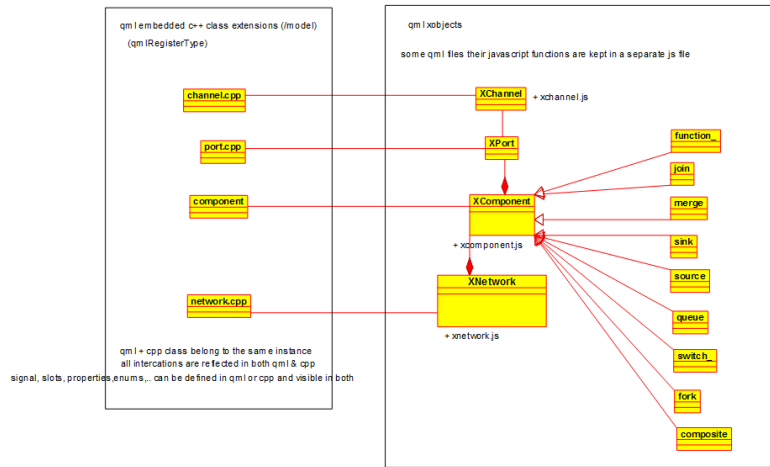 qml embedded c++ class extensions (/model)
(qmlRegisterType)
channel.cpp
port.cpp
component
network.cpp
qml + cpp class belong to the same instance
all intercations are reflected in both qml & cpp
signal, slots, properties,enums,.. can be defined in qml or cpp and visible in both
qml xobjects
some qml files their javascript functions are kept in a separate js file
XChannel
+ xchannel.js
XPort
XComponent
+ xcomponent.js
XNetwork
+ xnetwork.js
function_
join
merge
sink
source
queue
switch_
fork
composite